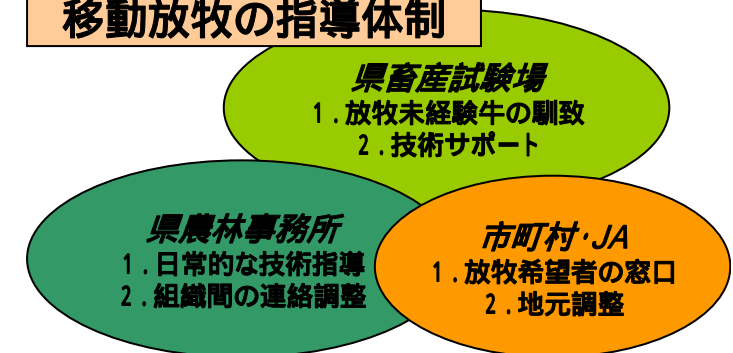 移動放牧の指導体制
県畜産試験場
1.放牧未経験牛の馴致
2.技術サポート
県農林事務所
1.日常的な技術指導
2.組織間の連絡調整
市町村・JA
1.放牧希望者の窓口
2.地元調整